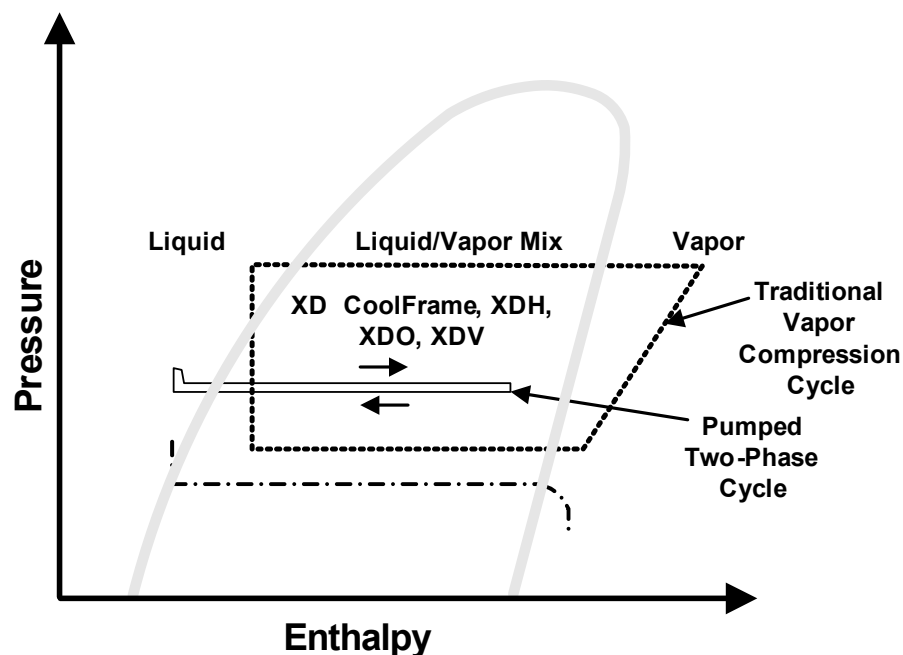 Pressure
Liquid
Liquid/Vapor Mix
Vapor
XD CoolFrame, XDH,
XDO, XDV
Traditional
Vapor
Compression
Cycle
Pumped
Two-Phase
Cycle
Enthalpy